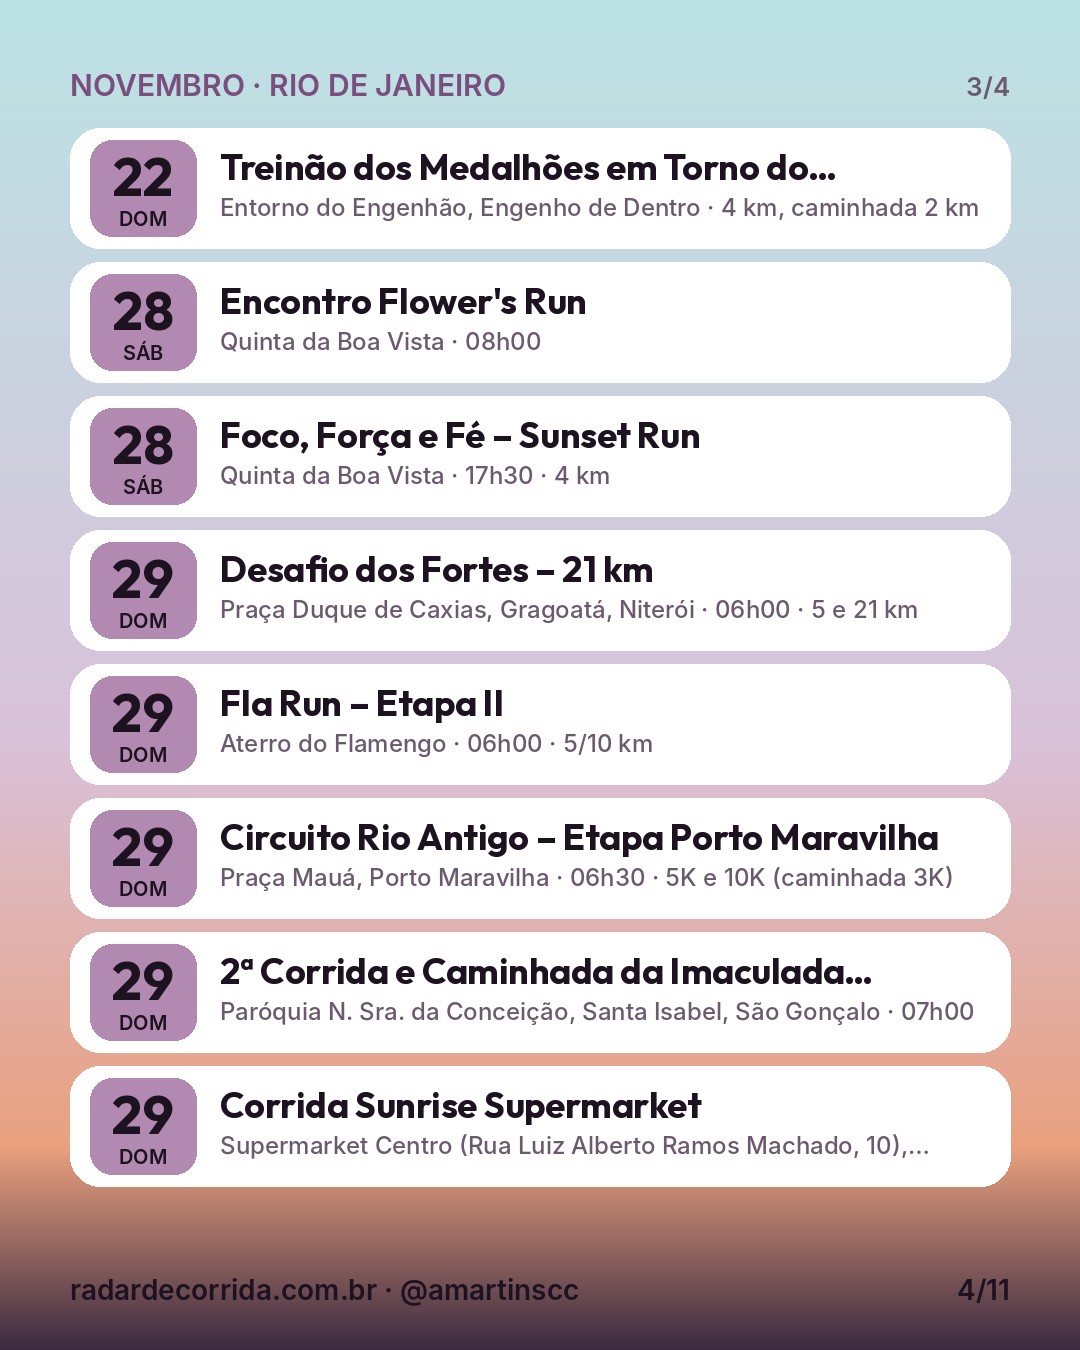 NOVEMBRO · RIO DE JANEIRO
3/4
22
DOM
Treinão dos Medalhões em Torno do...
Entorno do Engenhão, Engenho de Dentro · 4 km, caminhada 2 km
28
SÁB
Encontro Flower's Run
Quinta da Boa Vista · 08h00
28
SÁB
Foco, Força e Fé – Sunset Run
Quinta da Boa Vista · 17h30 · 4 km
29
DOM
Desafio dos Fortes – 21 km
Praça Duque de Caxias, Gragoatá, Niterói · 06h00 · 5 e 21 km
29
DOM
Fla Run – Etapa II
Aterro do Flamengo · 06h00 · 5/10 km
29
DOM
Circuito Rio Antigo – Etapa Porto Maravilha
Praça Mauá, Porto Maravilha · 06h30 · 5K e 10K (caminhada 3K)
29
DOM
2ª Corrida e Caminhada da Imaculada...
Paróquia N. Sra. da Conceição, Santa Isabel, São Gonçalo · 07h00
29
DOM
Corrida Sunrise Supermarket
Supermarket Centro (Rua Luiz Alberto Ramos Machado, 10),...
radardecorrida.com.br · @amartinscc
4/11